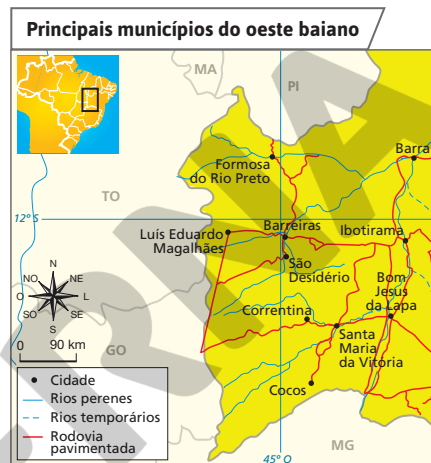 Principais municípios do oeste baiano
MA
PI
Barra
Formosa
do Rio Preto
TO
12° S
Luís Eduardo
Magalhães
Barreiras
Ibotirama
São
Desidério
Bom
Jesus
da Lapa
N
NO
NE
O
L
SO
SE
S
0
90 km
Correntina
Santa
Maria
da Vitória
GO
Cocos
Cidade
Rios perenes
Rios temporários
Rodovia
pavimentada
45° O
MG